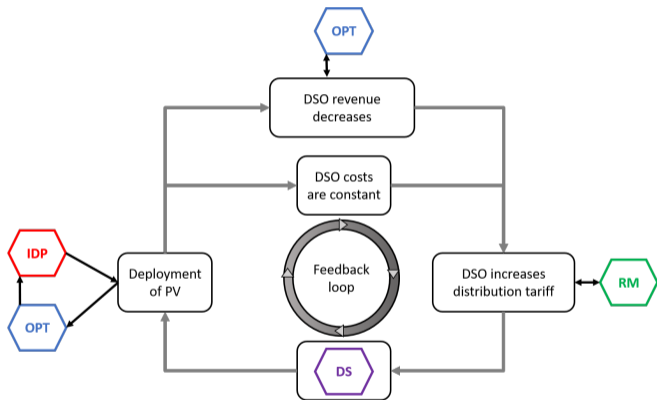 OPT
DSO revenue
decreases
DSO costs
are constant
IDP
Deployment
of PV
Feedback
loop
DSO increases
distribution tariff
RM
OPT
DS